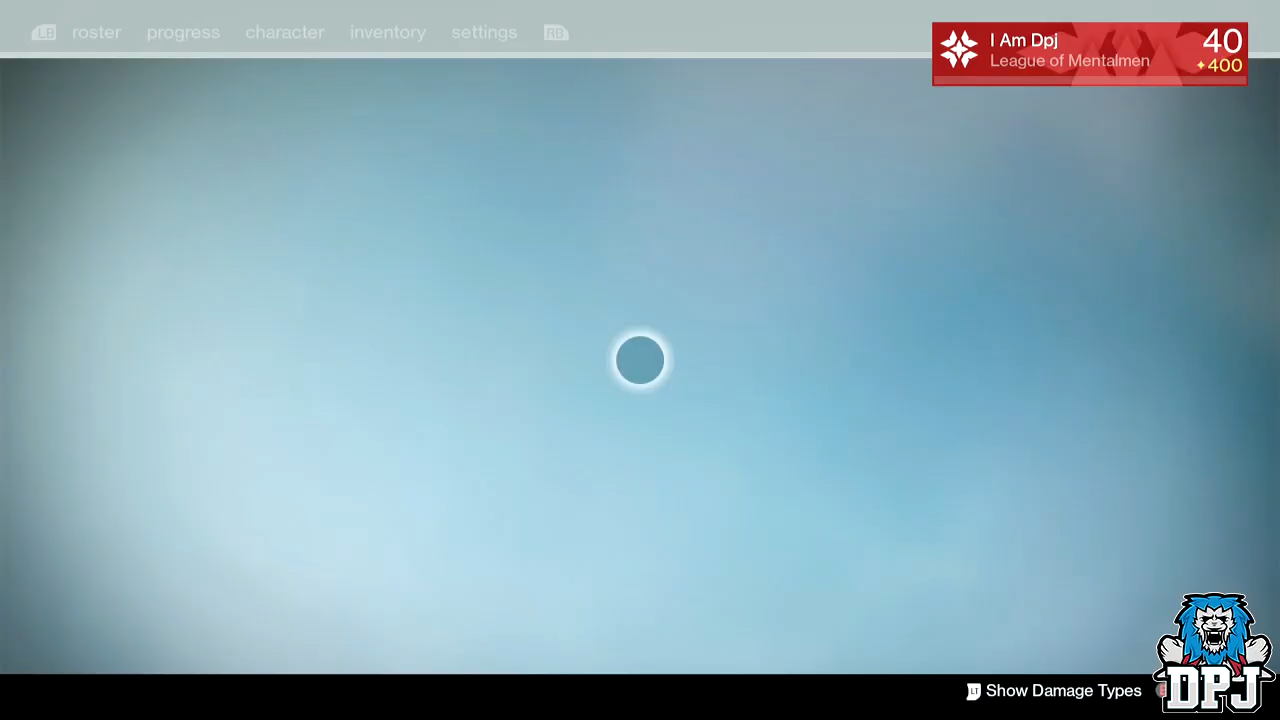 LB roster progress character inventory settings RB
I Am Dpj 40
League of Mentalmen +400
LT Show Damage Types
DPJ